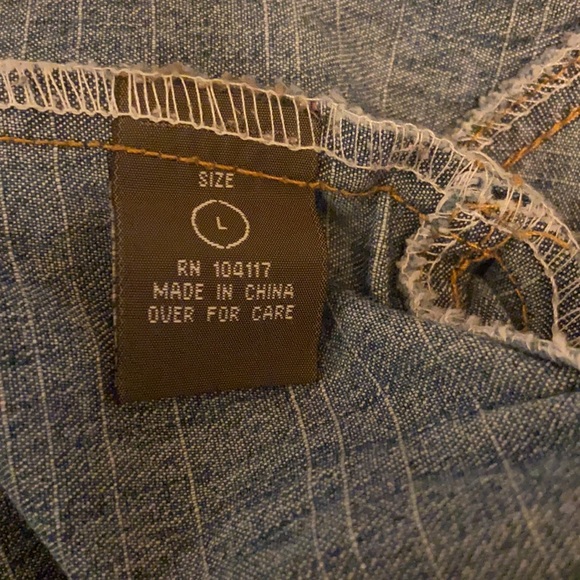 SIZE
L
RN 104117
MADE IN CHINA
OVER FOR CARE